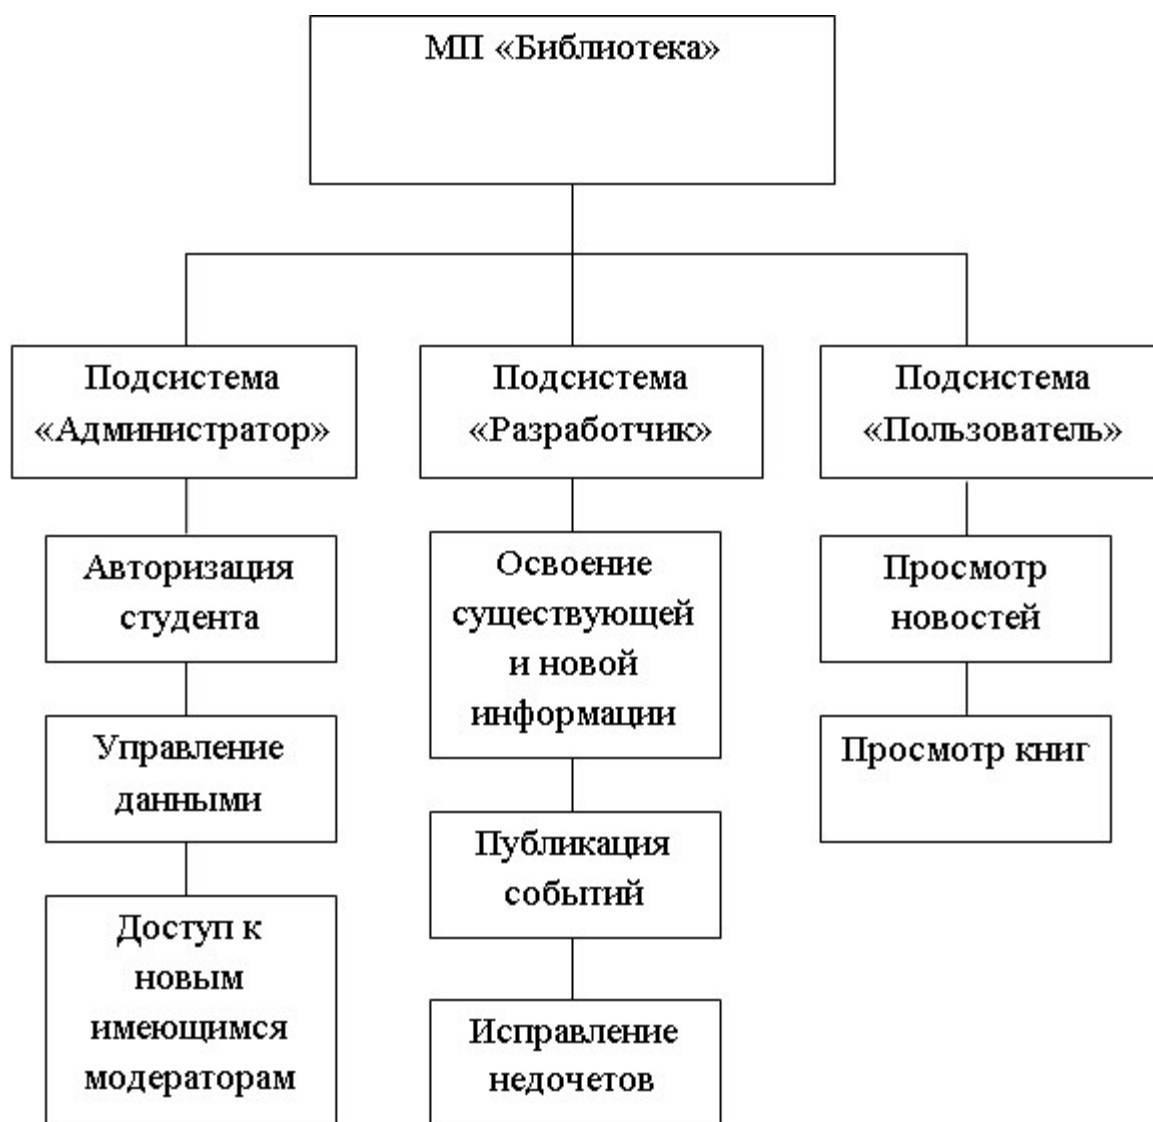 МП «Библиотека»
Подсистема
«Администратор»
Авторизация
студента
Управление
данными
Доступ к
новым
имеющимся
модераторам
Подсистема
«Разработчик»
Освоение
существующей
и новой
информации
Публикация
событий
Исправление
недочетов
Подсистема
«Пользователь»
Просмотр
новостей
Просмотр книг